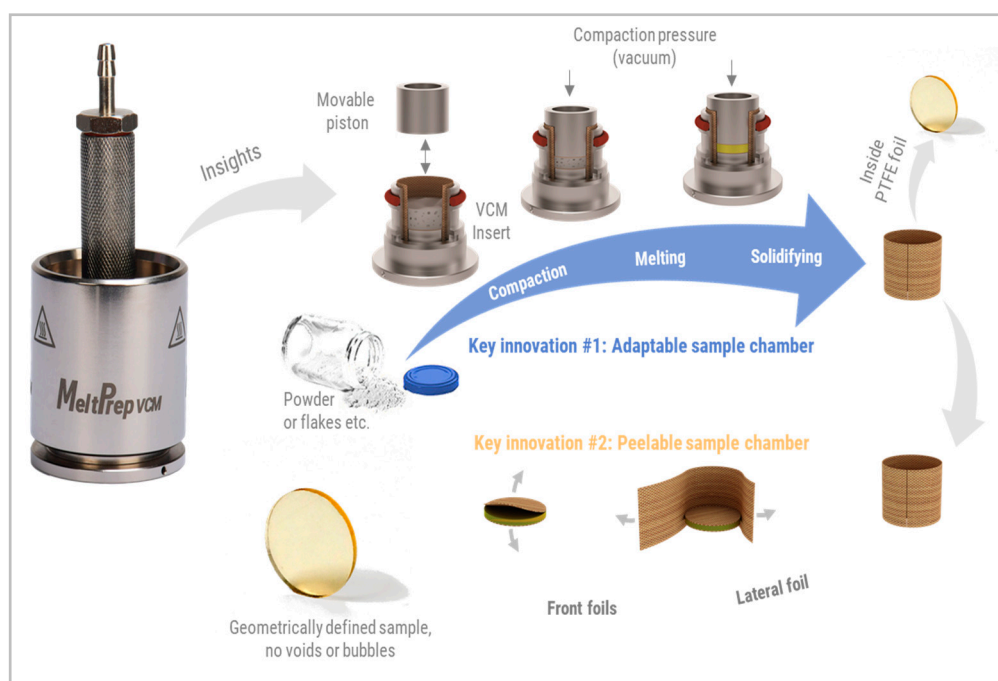 Compaction pressure
(vacuum)
Movable
piston
Insights
VCM
Insert
Inside
PTFE foil
Compaction
Melting
Solidifying
Key innovation #1: Adaptable sample chamber
MeltPrep VCM
Powder
or flakes etc.
Key innovation #2: Peelable sample chamber
Front foils
Lateral foil
Geometrically defined sample,
no voids or bubbles